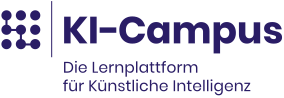 KI-Campus
Die Lernplattform
für Künstliche Intelligenz